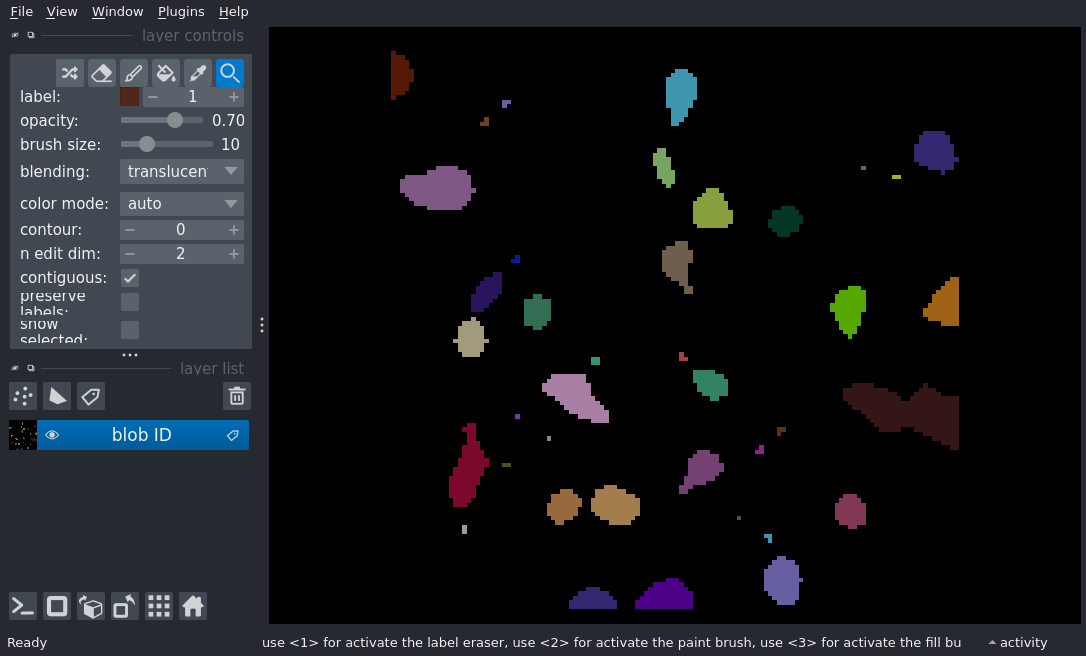 File View Window Plugins Help
layer controls
label: − 1 +
opacity: 0.70
brush size: 10
blending: translucen
color mode: auto
contour: − 0 +
n edit dim: − 2 +
contiguous:
preserve
labels:
show
selected:
layer list
blob ID
Ready use <1> for activate the label eraser, use <2> for activate the paint brush, use <3> for activate the fill bu activity